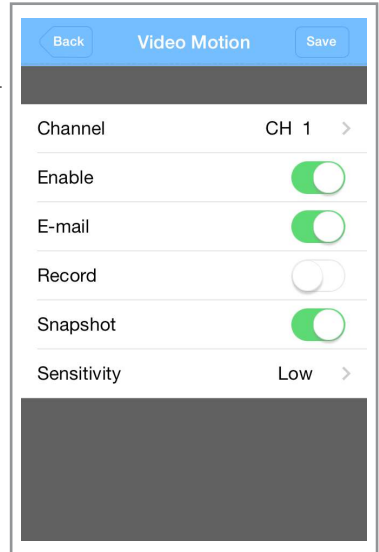 Back Video Motion Save
Channel CH 1
Enable
E-mail
Record
Snapshot
Sensitivity Low